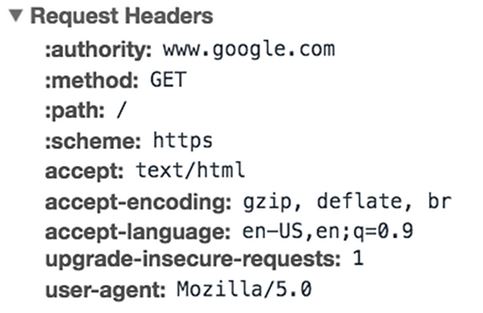 Request Headers
:authority: www.google.com
:method: GET
:path: /
:scheme: https
accept: text/html
accept-encoding: gzip, deflate, br
accept-language: en-US,en;q=0.9
upgrade-insecure-requests: 1
user-agent: Mozilla/5.0